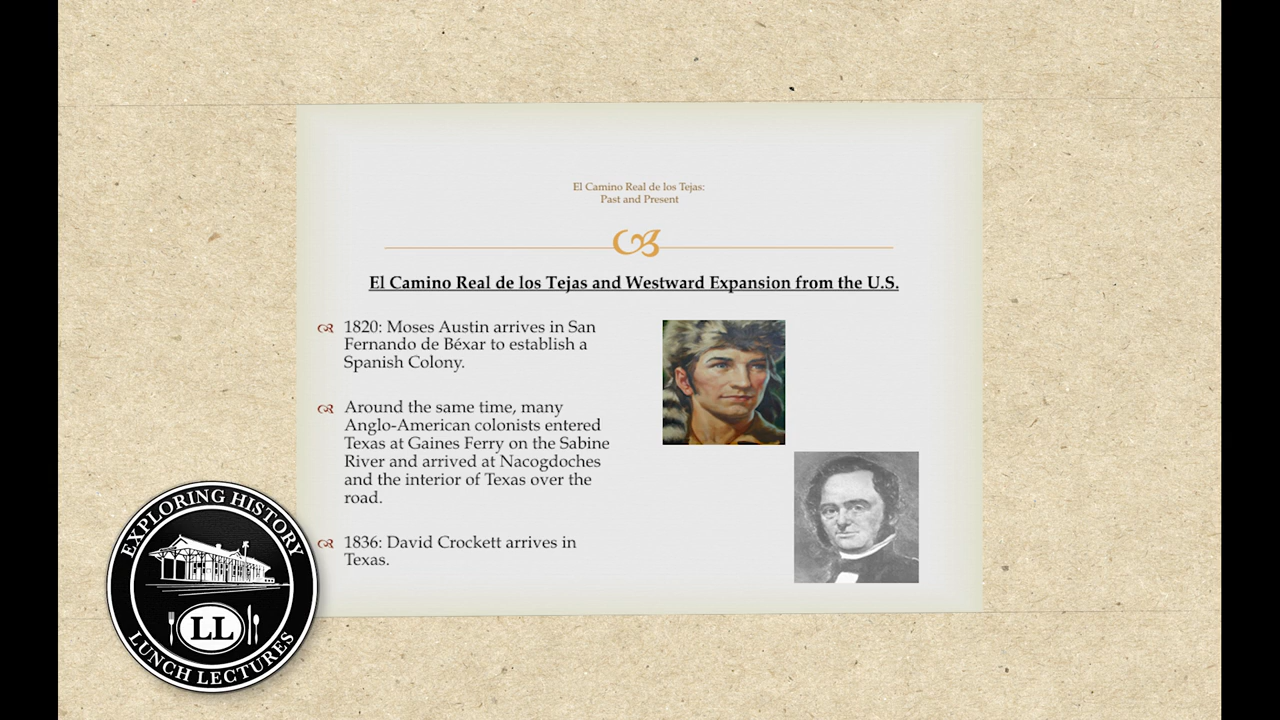 El Camino Real de los Tejas:
Past and Present
El Camino Real de los Tejas and Westward Expansion from the U.S.
1820: Moses Austin arrives in San
Fernando de Béxar to establish a
Spanish Colony.
Around the same time, many
Anglo-American colonists entered
Texas at Gaines Ferry on the Sabine
River and arrived at Nacogdoches
and the interior of Texas over the
road.
1836: David Crockett arrives in
Texas.
EXPLORING HISTORY
LL
LUNCH LECTURES